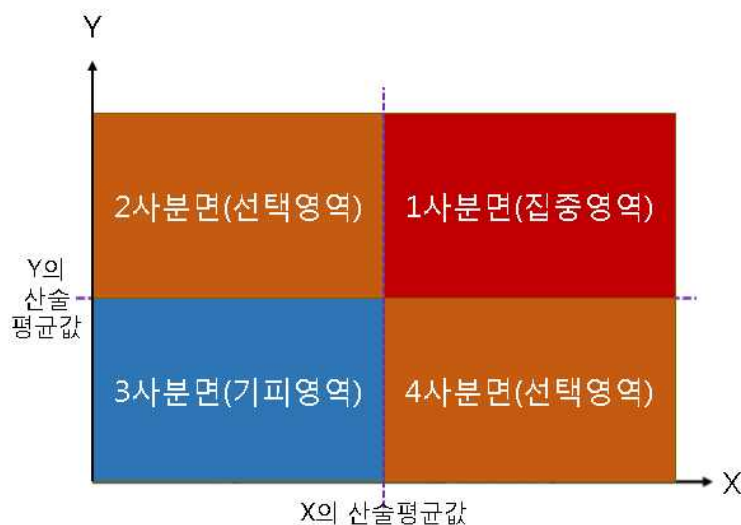 Y
2사분면(선택영역)
1사분면(집중영역)
Y의
산술
평균값
3사분면(기피영역)
4사분면(선택영역)
X
X의 산술평균값